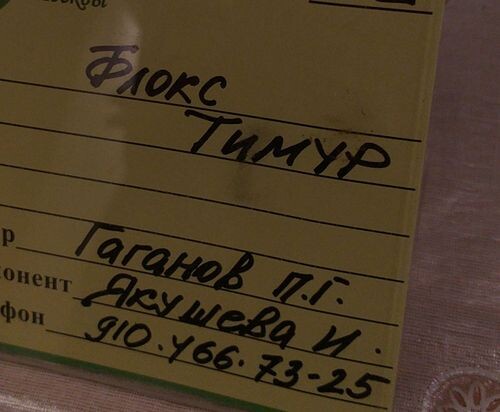 Флокс
Тимур
р Гаганов П.Г.
онент Якушева И.
фон 910.466.73-25